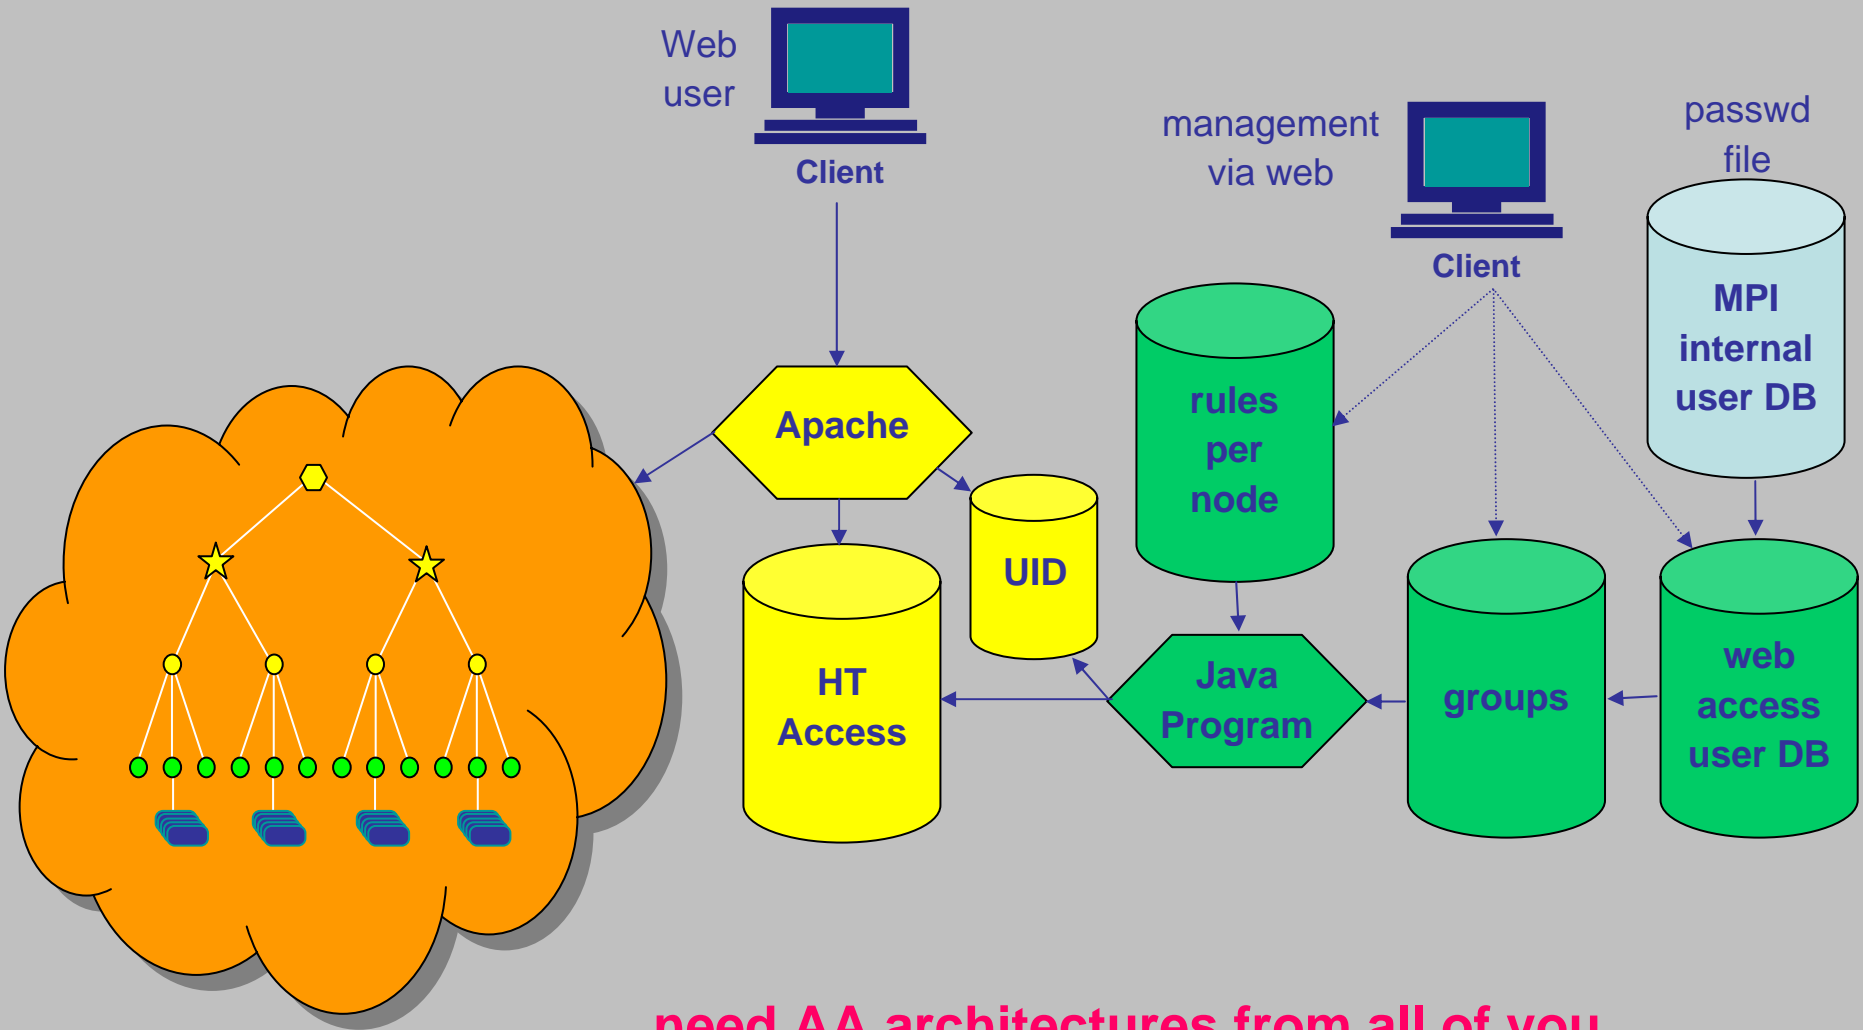 Web
user
Client
management
via web
Client
passwd
file
MPI
internal
user DB
rules
per
node
Apache
UID
HT
Access
Java
Program
groups
web
access
user DB
need AA architectures from all of you